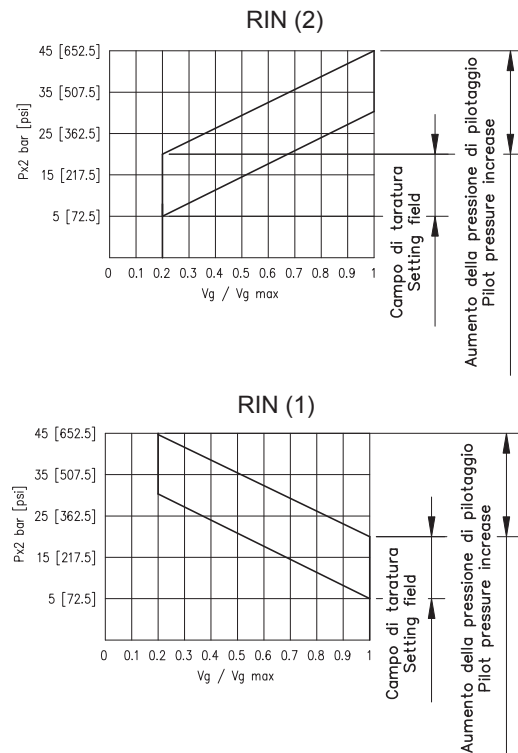 RIN (2)
Px2 bar [psi]
45 [652.5]
35 [507.5]
25 [362.5]
15 [217.5]
5 [72.5]
0 0.1 0.2 0.3 0.4 0.5 0.6 0.7 0.8 0.9 1
Vg / Vg max
Campo di taratura
Setting field
Aumento della pressione di pilotaggio
Pilot pressure increase
RIN (1)
Px2 bar [psi]
45 [652.5]
35 [507.5]
25 [362.5]
15 [217.5]
5 [72.5]
0 0.1 0.2 0.3 0.4 0.5 0.6 0.7 0.8 0.9 1
Vg / Vg max
Campo di taratura
Setting field
Aumento della pressione di pilotaggio
Pilot pressure increase